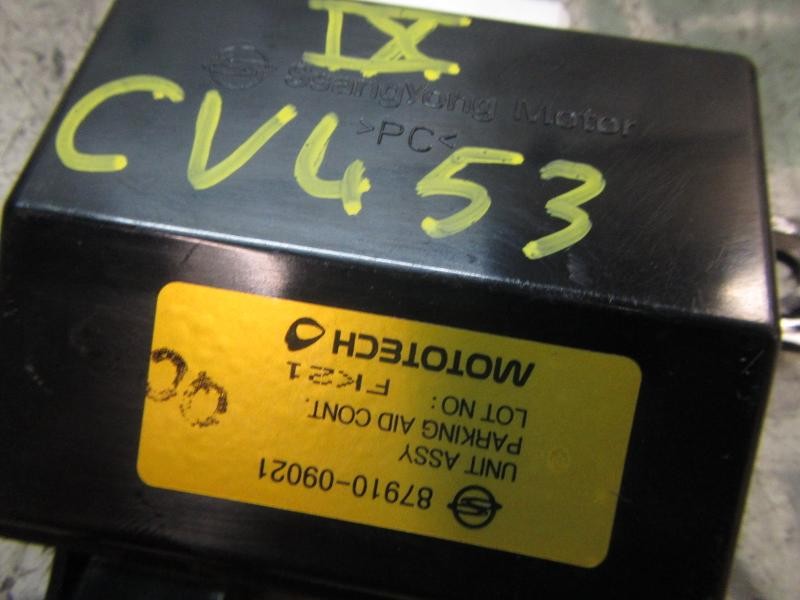 IX
SsangYong Motor
>PC<
CV453
87910-09021
UNIT ASSY
PARKING AID CONT.
LOT NO: FK21
MOTOTECH